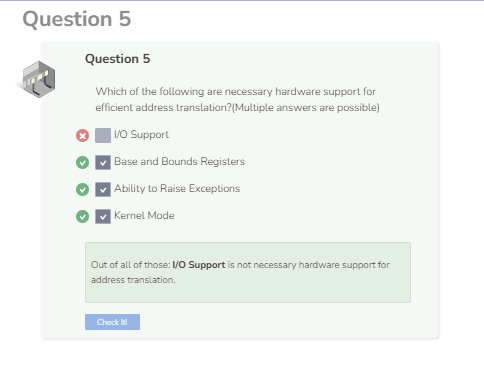 Question 5
Question 5
Which of the following are necessary hardware support for
efficient address translation?(Multiple answers are possible)
I/O Support
Base and Bounds Registers
Ability to Raise Exceptions
Kernel Mode
Out of all of those: I/O Support is not necessary hardware support for
address translation.
Check It!